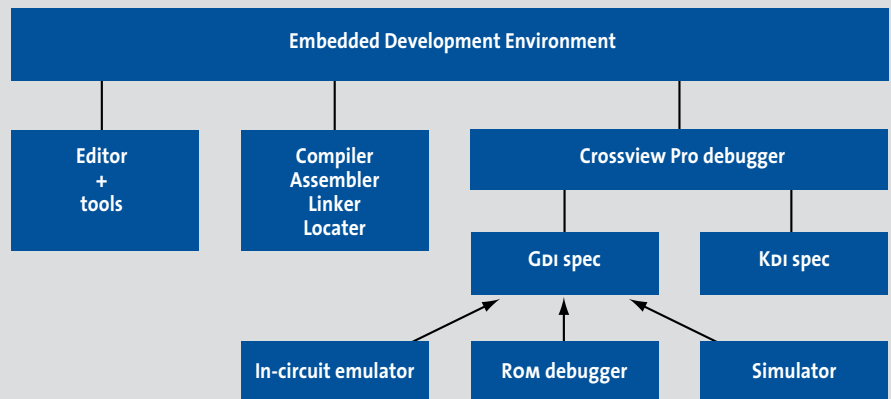 Embedded Development Environment
Editor
+
tools
Compiler
Assembler
Linker
Locater
Crossview Pro debugger
GDI spec
KDI spec
In-circuit emulator
ROM debugger
Simulator